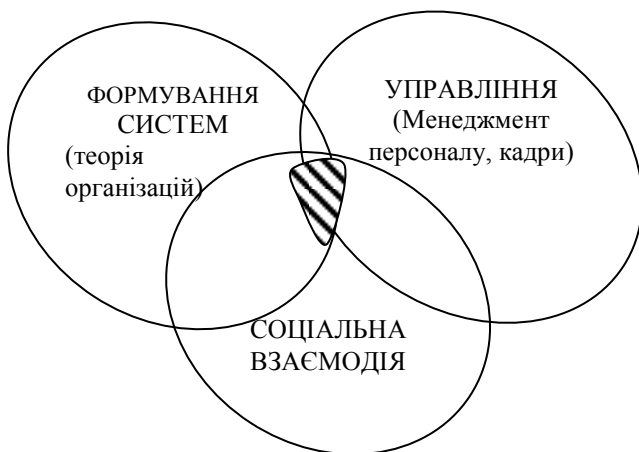 ФОРМУВАННЯ
СИСТЕМ
(теорія
організацій)
УПРАВЛІННЯ
(Менеджмент
персоналу, кадри)
СОЦІАЛЬНА
ВЗАЄМОДІЯ